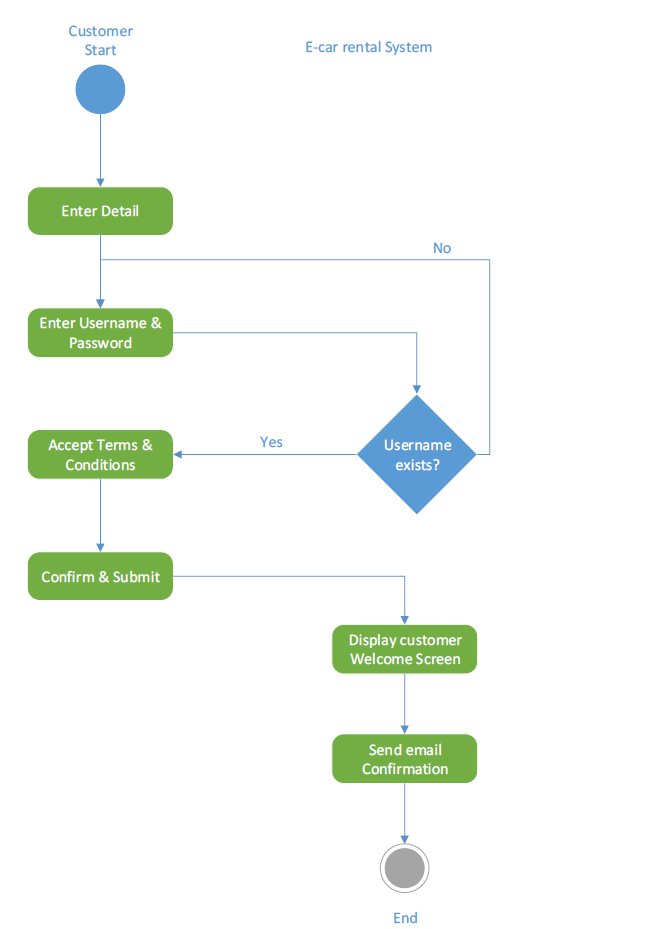 Customer
Start
E-car rental System
Enter Detail
No
Enter Username &
Password
Accept Terms &
Conditions
Yes
Username
exists?
Confirm & Submit
Display customer
Welcome Screen
Send email
Confirmation
End